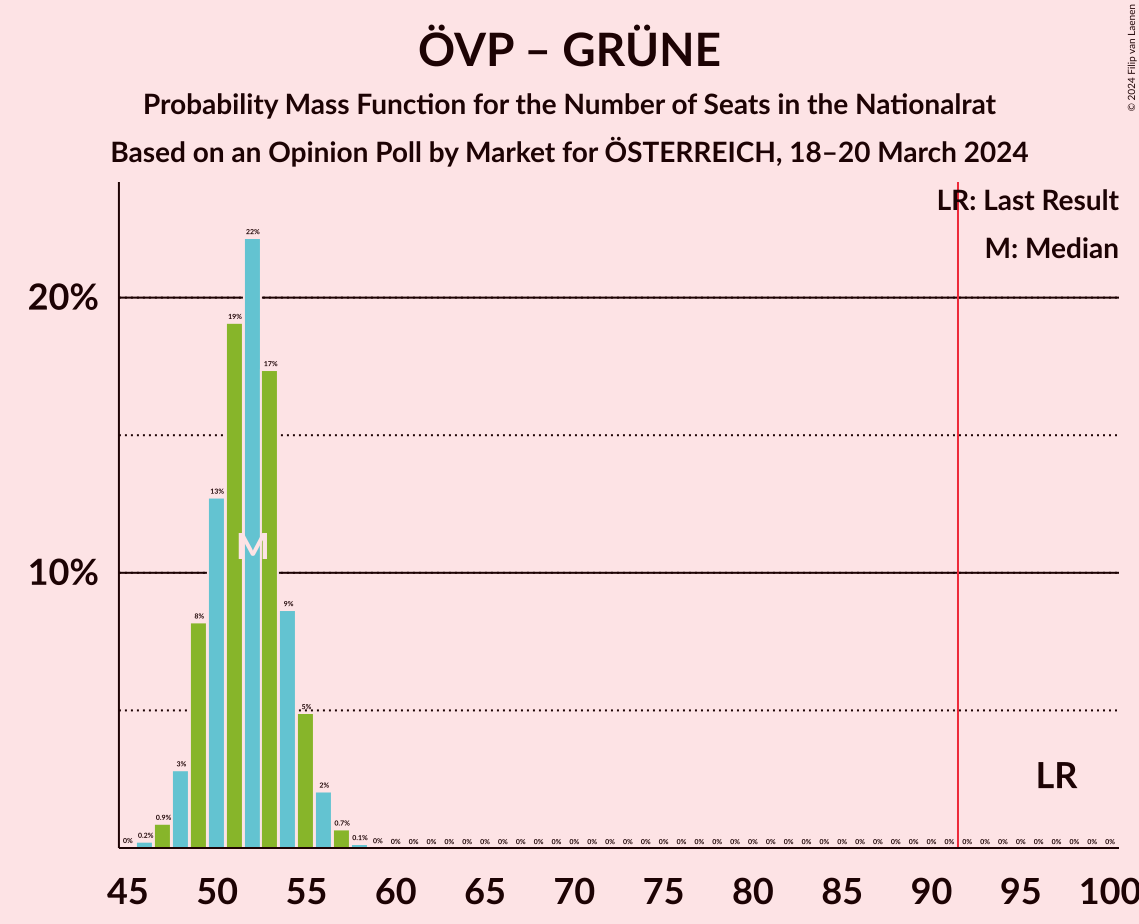 ÖVP – GRÜNE
Probability Mass Function for the Number of Seats in the Nationalrat
Based on an Opinion Poll by Market for ÖSTERREICH, 18–20 March 2024
© 2024 Filip van Laenen
LR: Last Result
M: Median
20%
10%
0% 0.2% 0.9% 3% 8% 13% 19% 22% 17% 9% 5% 2% 0.7% 0.1% 0% 0% 0% 0% 0% 0% 0% 0% 0% 0% 0% 0% 0% 0% 0% 0% 0% 0% 0% 0% 0% 0% 0% 0% 0% 0% 0% 0% 0% 0% 0% 0% 0% 0% 0% 0% 0% 0% 0% 0% 0% 0%
M
LR
45 50 55 60 65 70 75 80 85 90 95 100